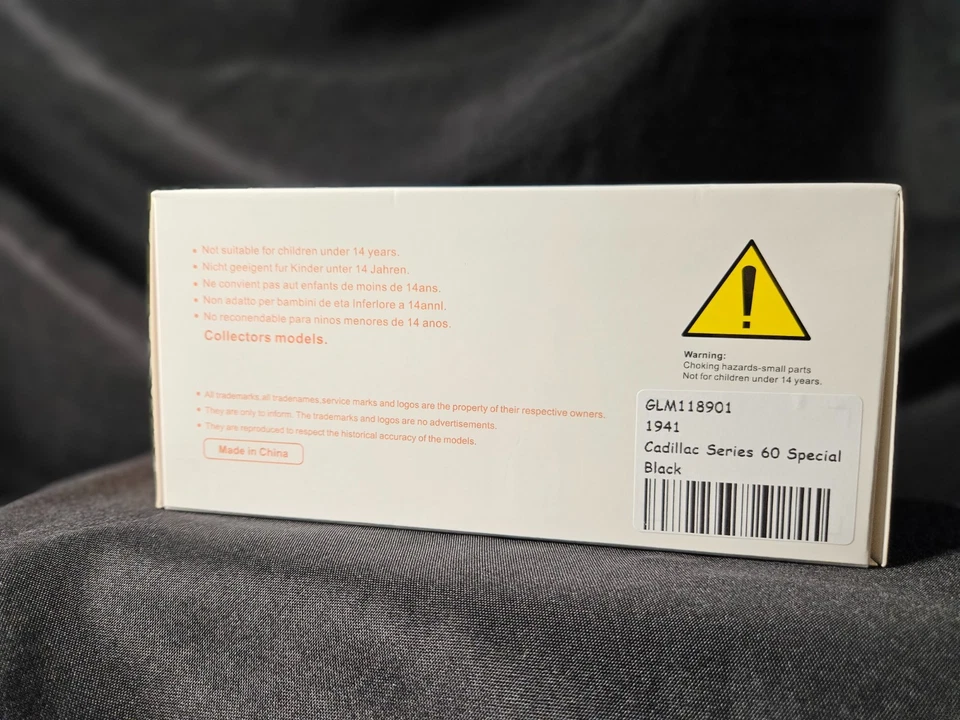 Not suitable for children under 14 years.
Nicht geeigent fur Kinder unter 14 Jahren.
Ne convient pas aut enfants de moins de 14ans.
Non adatto per bambini de eta Inferlore a 14annl.
No reconendable para ninos menores de 14 anos.
Collectors models.
All trademarks,all tradenames,service marks and logos are the property of their respective owners.
They are only to inform. The trademarks and logos are no advertisements.
They are reproduced to respect the historical accuracy of the models.
Made in China
Warning:
Choking hazards-small parts
Not for children under 14 years.
GLM118901
1941
Cadillac Series 60 Special
Black